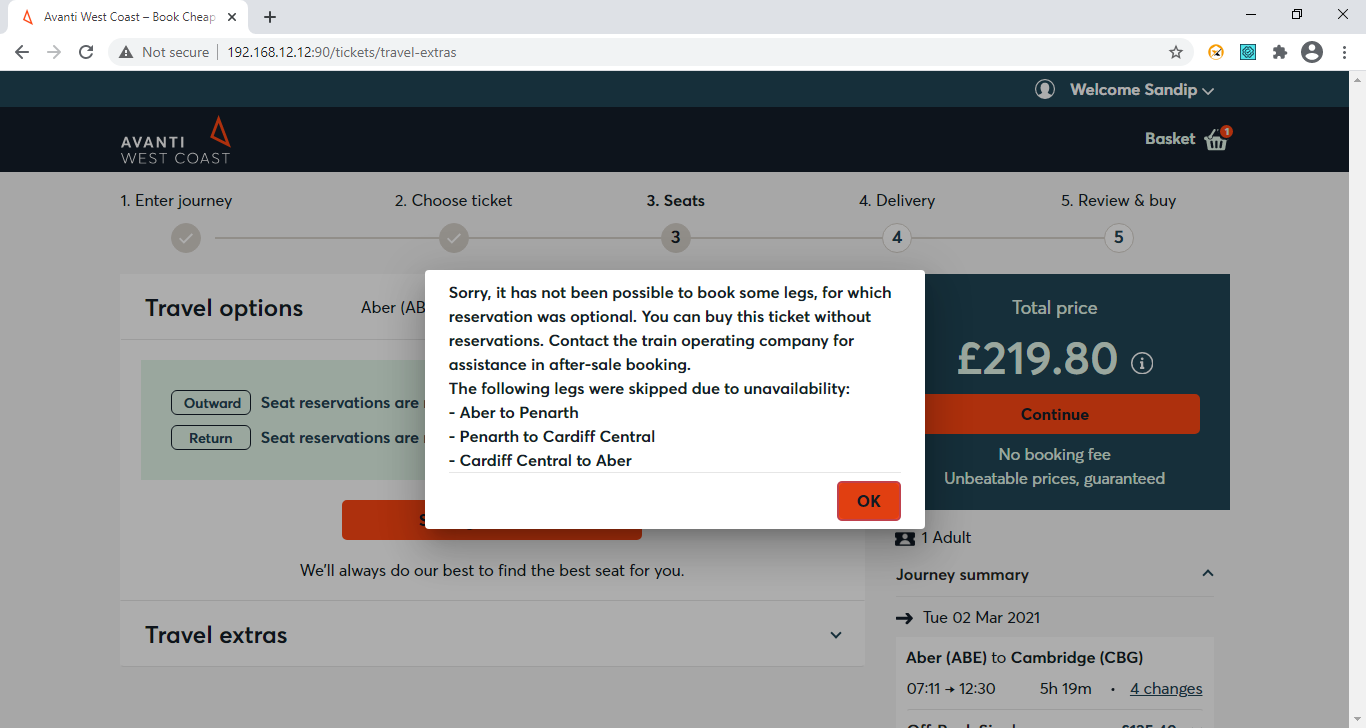 Avanti West Coast – Book Cheap
Not secure
192.168.12.12:90/tickets/travel-extras
Welcome Sandip
AVANTI
WEST COAST
Basket
1
1. Enter journey
2. Choose ticket
3. Seats
4. Delivery
5. Review & buy
3
4
5
Travel options
Aber (AB
Outward
Seat reservations are
Return
Seat reservations are
We'll always do our best to find the best seat for you.
Travel extras
Sorry, it has not been possible to book some legs, for which
reservation was optional. You can buy this ticket without
reservations. Contact the train operating company for
assistance in after-sale booking.
The following legs were skipped due to unavailability:
- Aber to Penarth
- Penarth to Cardiff Central
- Cardiff Central to Aber
OK
Total price
£219.80
Continue
No booking fee
Unbeatable prices, guaranteed
1 Adult
Journey summary
Tue 02 Mar 2021
Aber (ABE) to Cambridge (CBG)
07:11 → 12:30 5h 19m • 4 changes